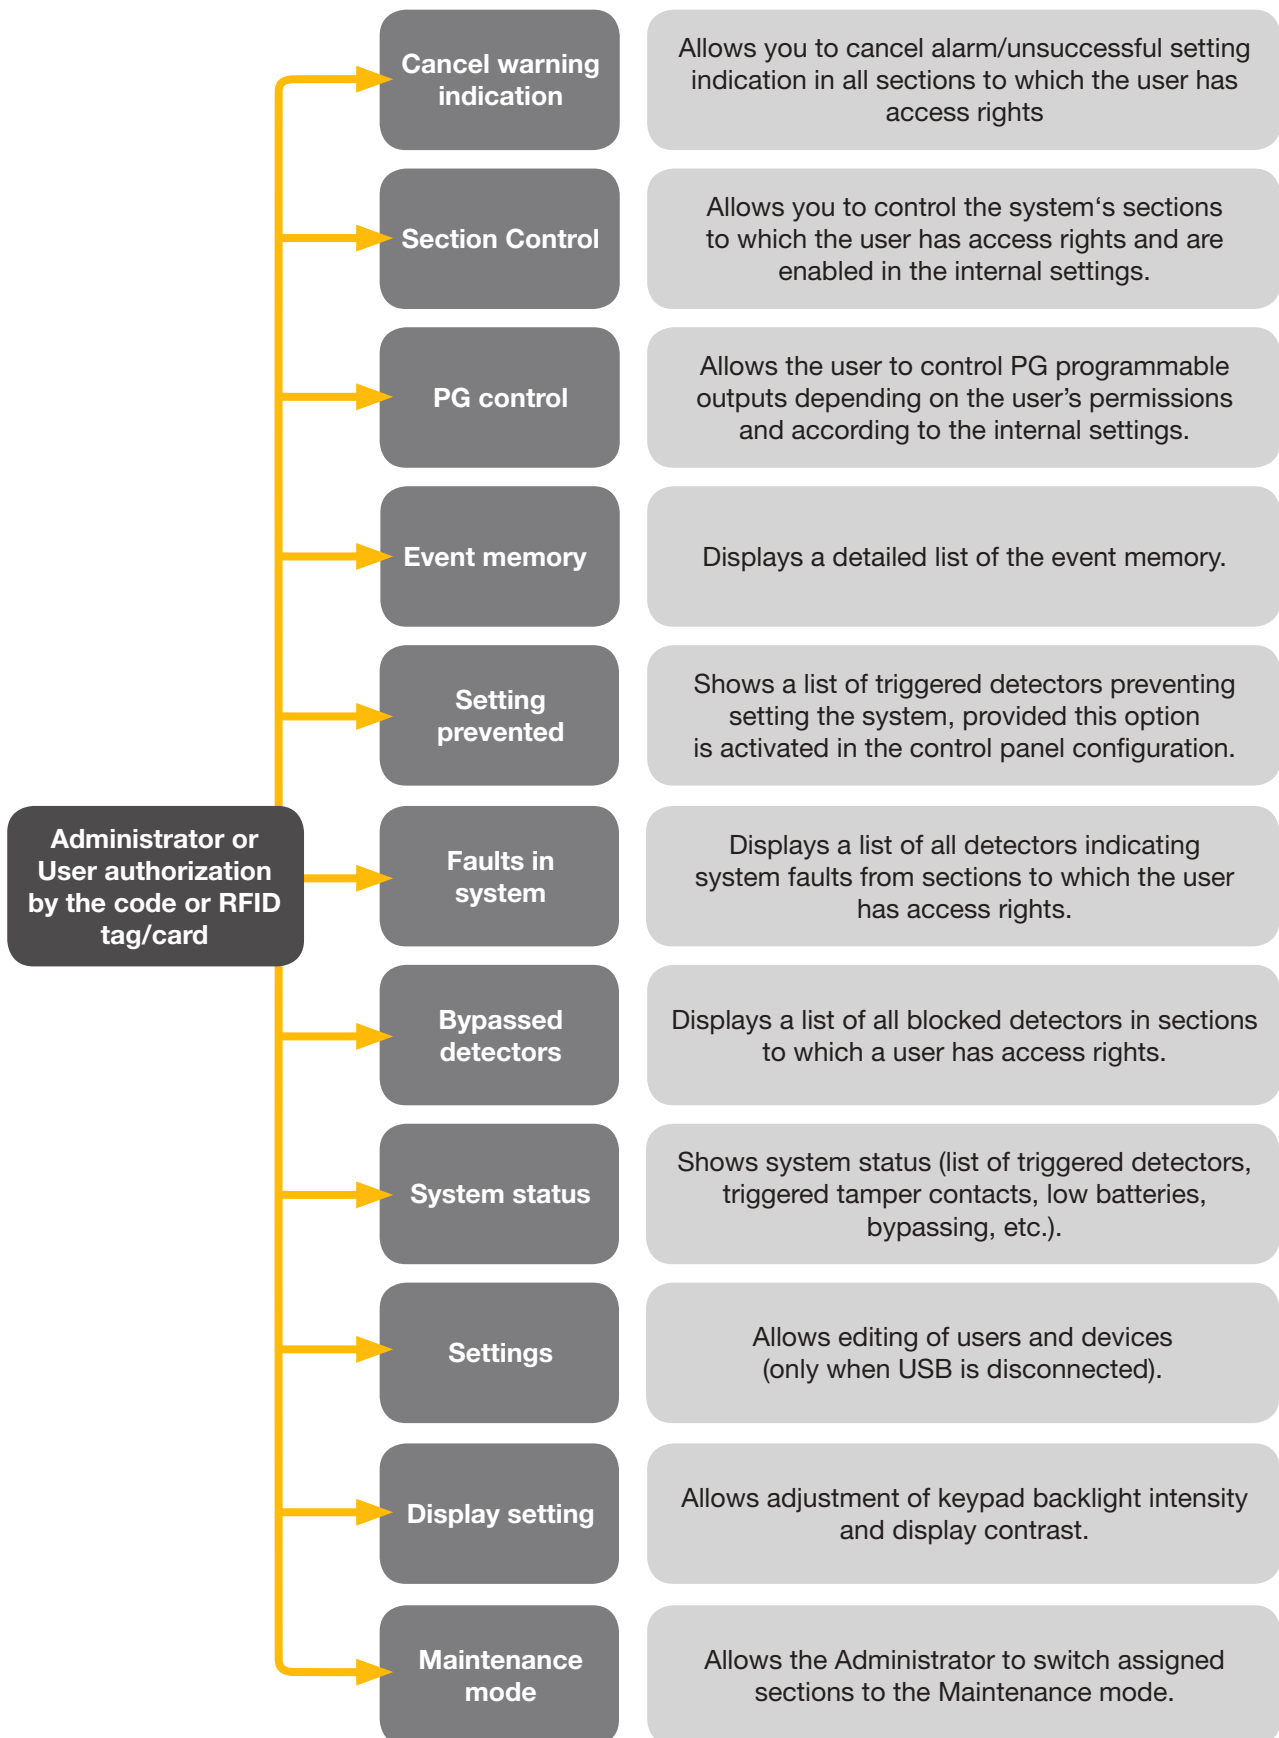 Cancel warning
indication
Allows you to cancel alarm/unsuccessful setting
indication in all sections to which the user has
access rights
Section Control
Allows you to control the system‘s sections
to which the user has access rights and are
enabled in the internal settings.
PG control
Allows the user to control PG programmable
outputs depending on the user’s permissions
and according to the internal settings.
Event memory
Displays a detailed list of the event memory.
Setting
prevented
Shows a list of triggered detectors preventing
setting the system, provided this option
is activated in the control panel configuration.
Administrator or
User authorization
by the code or RFID
tag/card
Faults in
system
Displays a list of all detectors indicating
system faults from sections to which the user
has access rights.
Bypassed
detectors
Displays a list of all blocked detectors in sections
to which a user has access rights.
System status
Shows system status (list of triggered detectors,
triggered tamper contacts, low batteries,
bypassing, etc.).
Settings
Allows editing of users and devices
(only when USB is disconnected).
Display setting
Allows adjustment of keypad backlight intensity
and display contrast.
Maintenance
mode
Allows the Administrator to switch assigned
sections to the Maintenance mode.